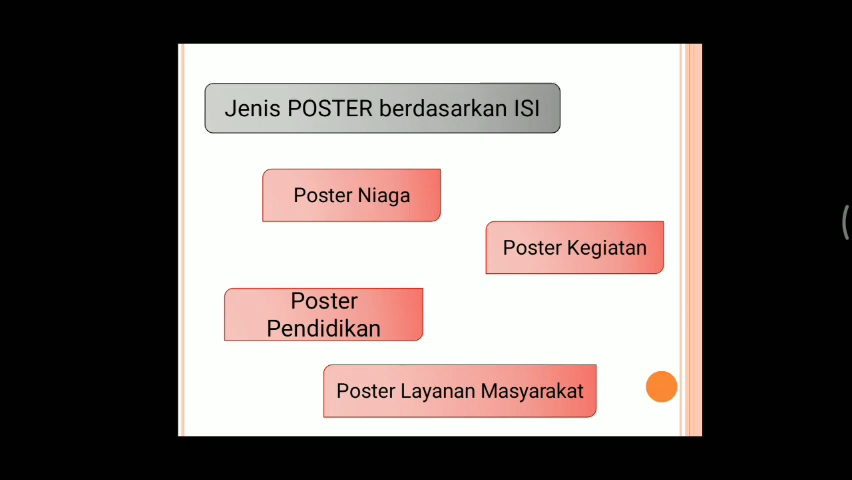 Jenis POSTER berdasarkan ISI
Poster Niaga
Poster Kegiatan
Poster
Pendidikan
Poster Layanan Masyarakat